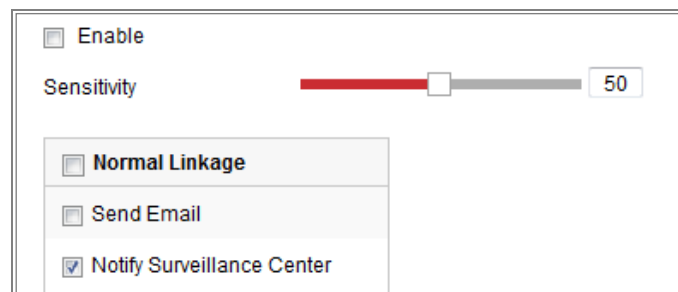 Enable
Sensitivity 50
Normal Linkage
Send Email
Notify Surveillance Center